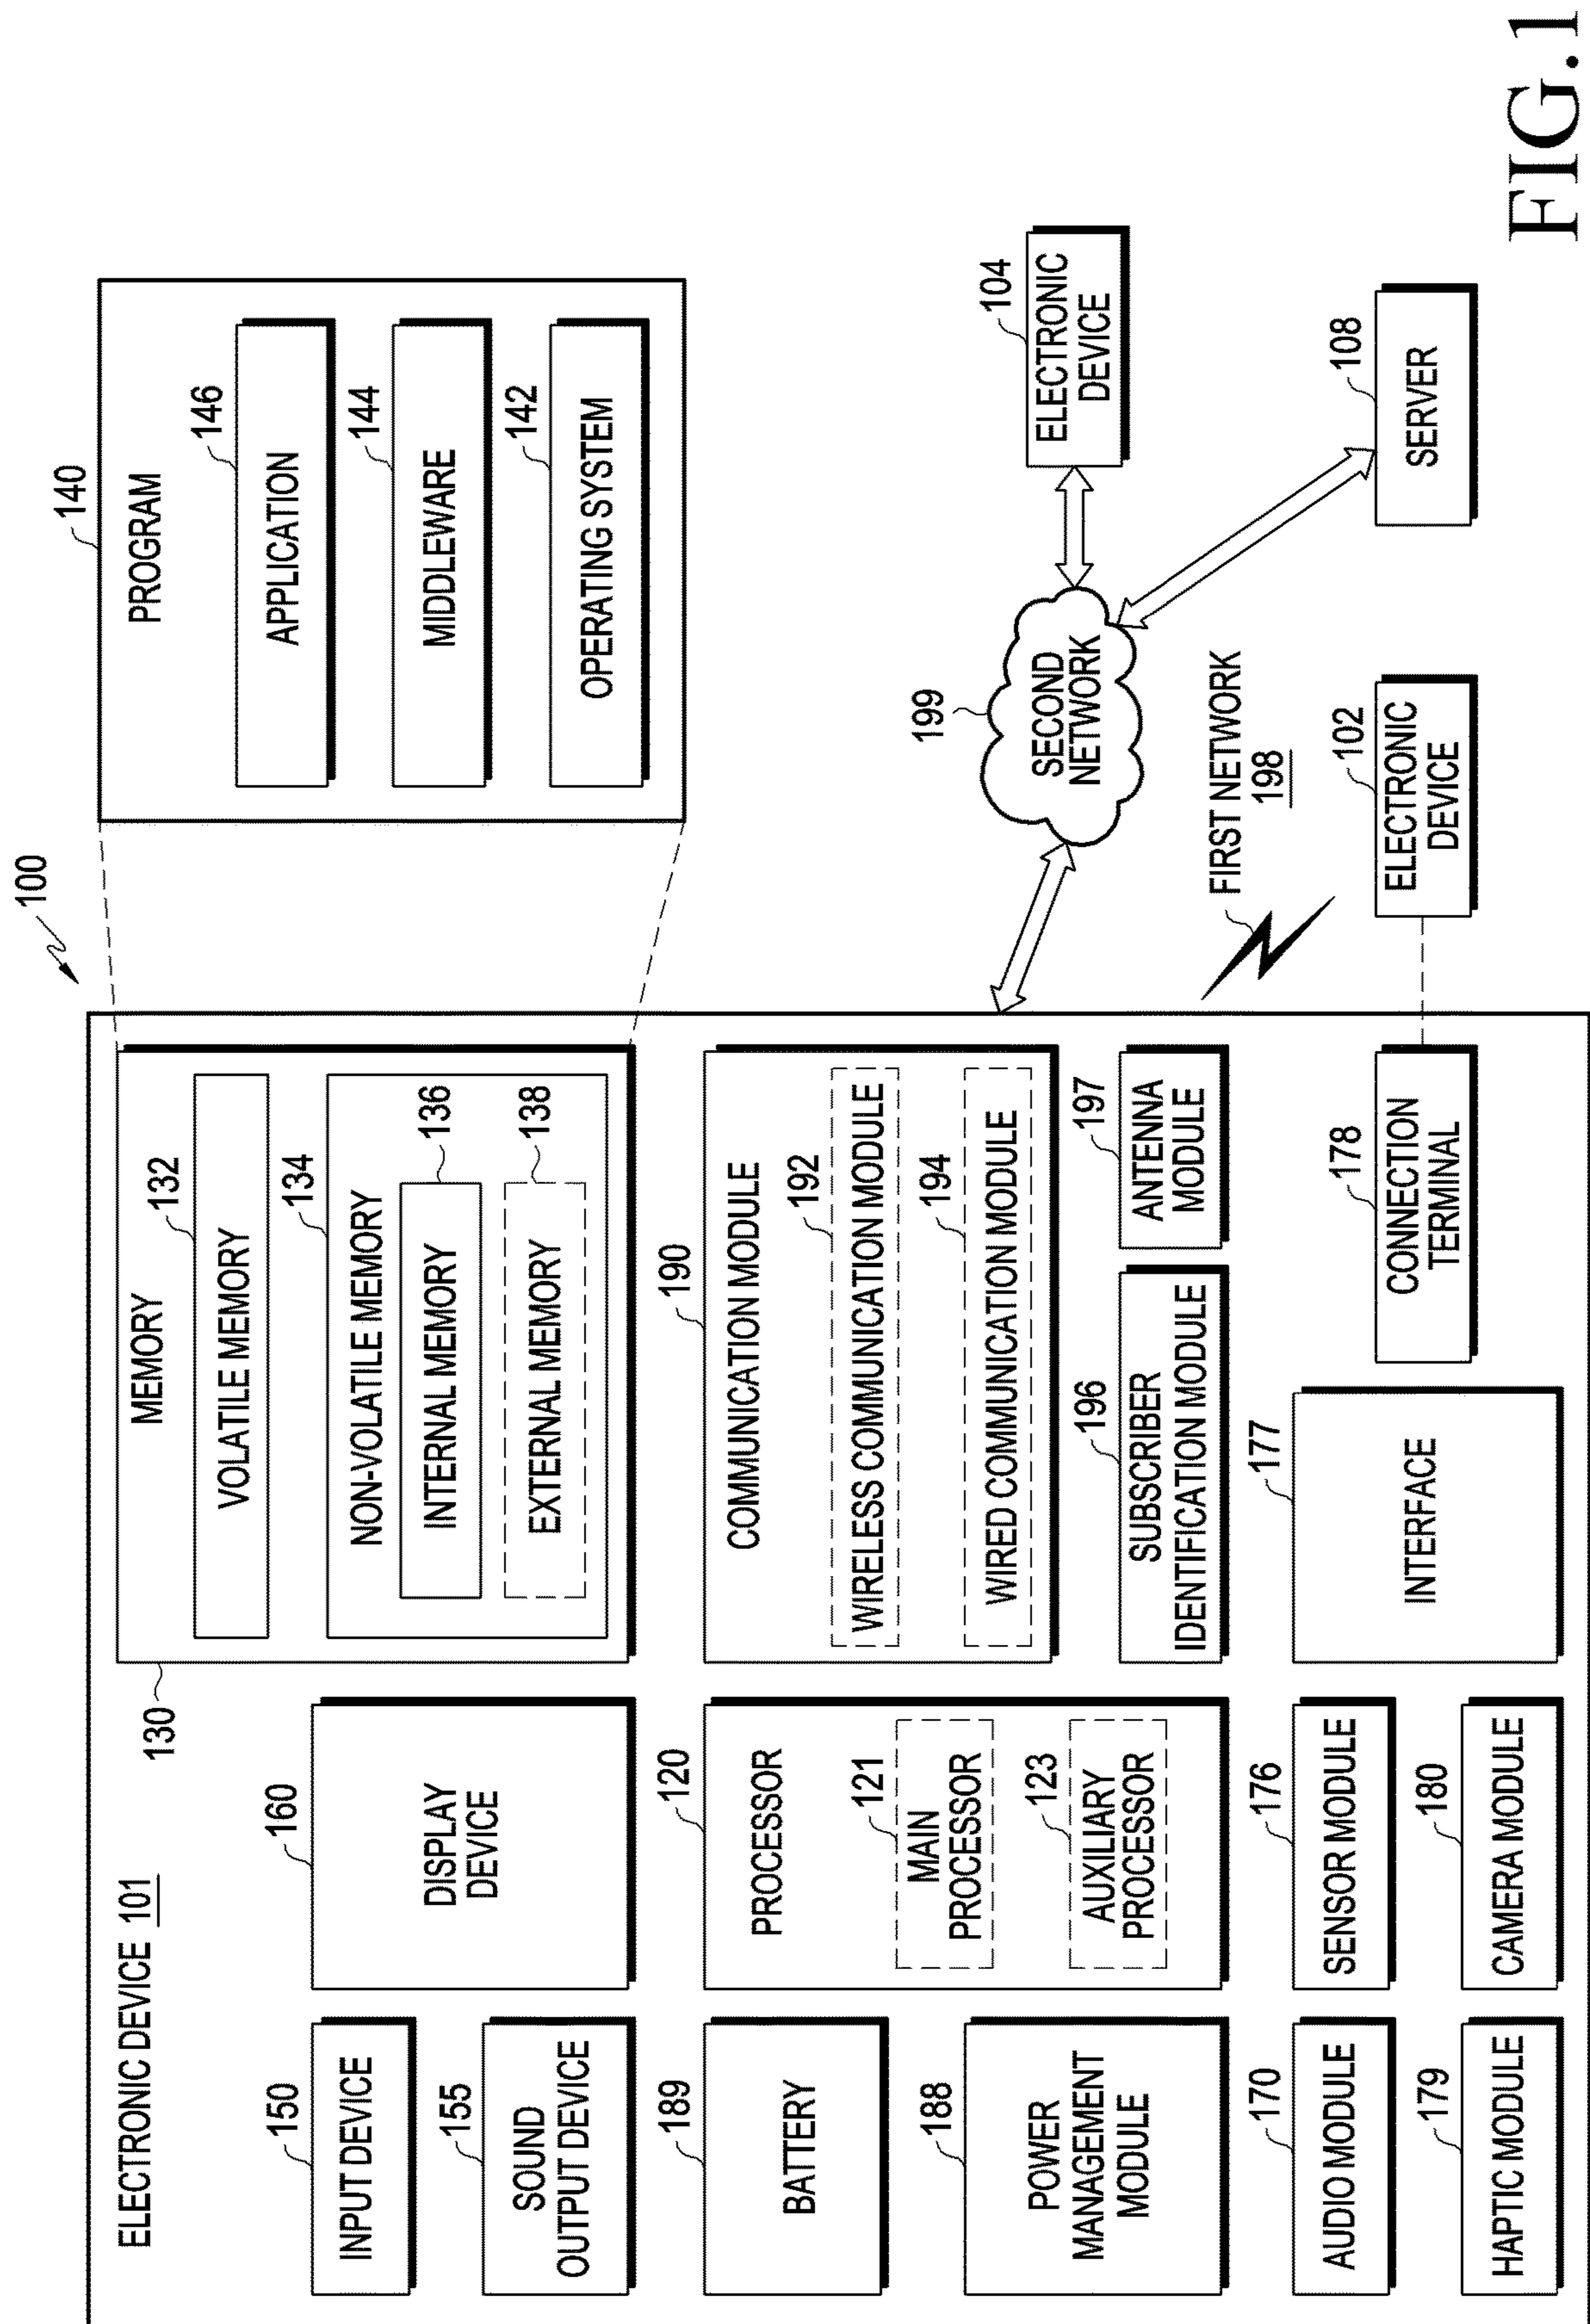 100
ELECTRONIC DEVICE 101
150
INPUT DEVICE
155
SOUND
OUTPUT DEVICE
160
DISPLAY
DEVICE
130
MEMORY
132
VOLATILE MEMORY
134
NON-VOLATILE MEMORY
136
INTERNAL MEMORY
138
EXTERNAL MEMORY
140
PROGRAM
146
APPLICATION
144
MIDDLEWARE
142
OPERATING SYSTEM
189
BATTERY
188
POWER
MANAGEMENT
MODULE
120
PROCESSOR
121
MAIN
PROCESSOR
123
AUXILIARY
PROCESSOR
190
COMMUNICATION MODULE
192
WIRELESS COMMUNICATION MODULE
194
WIRED COMMUNICATION MODULE
196
SUBSCRIBER
IDENTIFICATION MODULE
197
ANTENNA
MODULE
199
SECOND
NETWORK
104
ELECTRONIC
DEVICE
FIRST NETWORK
198
170
AUDIO MODULE
179
HAPTIC MODULE
176
SENSOR MODULE
180
CAMERA MODULE
177
INTERFACE
178
CONNECTION
TERMINAL
102
ELECTRONIC
DEVICE
108
SERVER
FIG.1